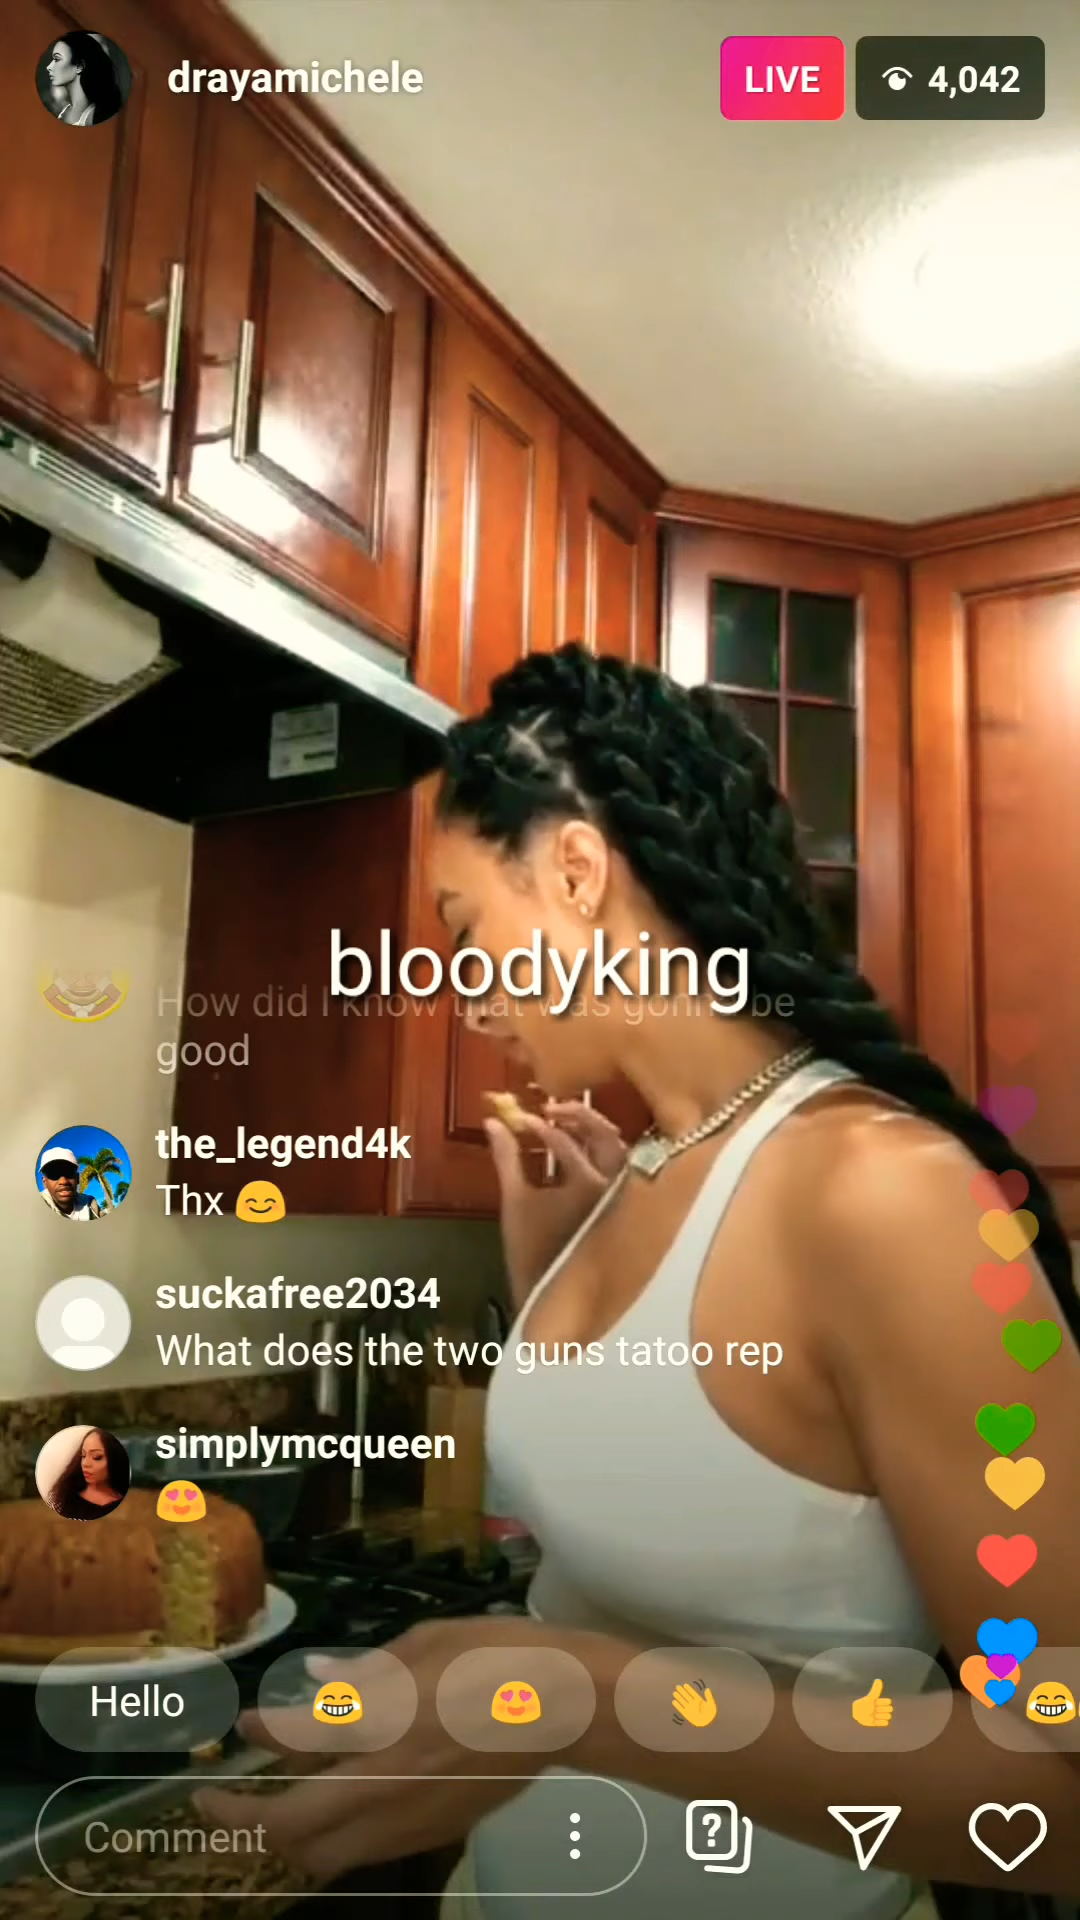 drayamichele
LIVE
4,042
bloodyking
How did I know that was gonna be
good
the_legend4k
Thx 😊
suckafree2034
What does the two guns tatoo rep
simplymcqueen
😍
Hello
😂
😍
👋
👍
😂
Comment
?